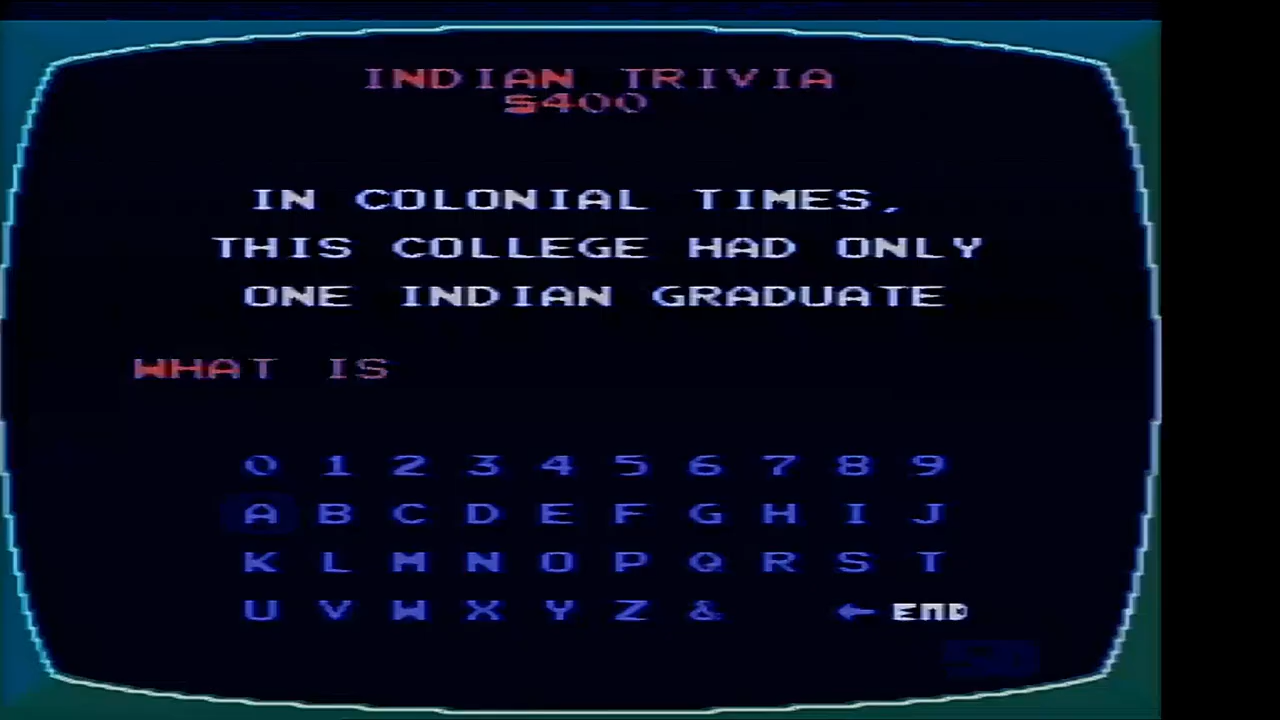 INDIAN TRIVIA
$400
IN COLONIAL TIMES,
THIS COLLEGE HAD ONLY
ONE INDIAN GRADUATE
WHAT IS
0 1 2 3 4 5 6 7 8 9
A B C D E F G H I J
K L M N O P Q R S T
U V W X Y Z & ← END